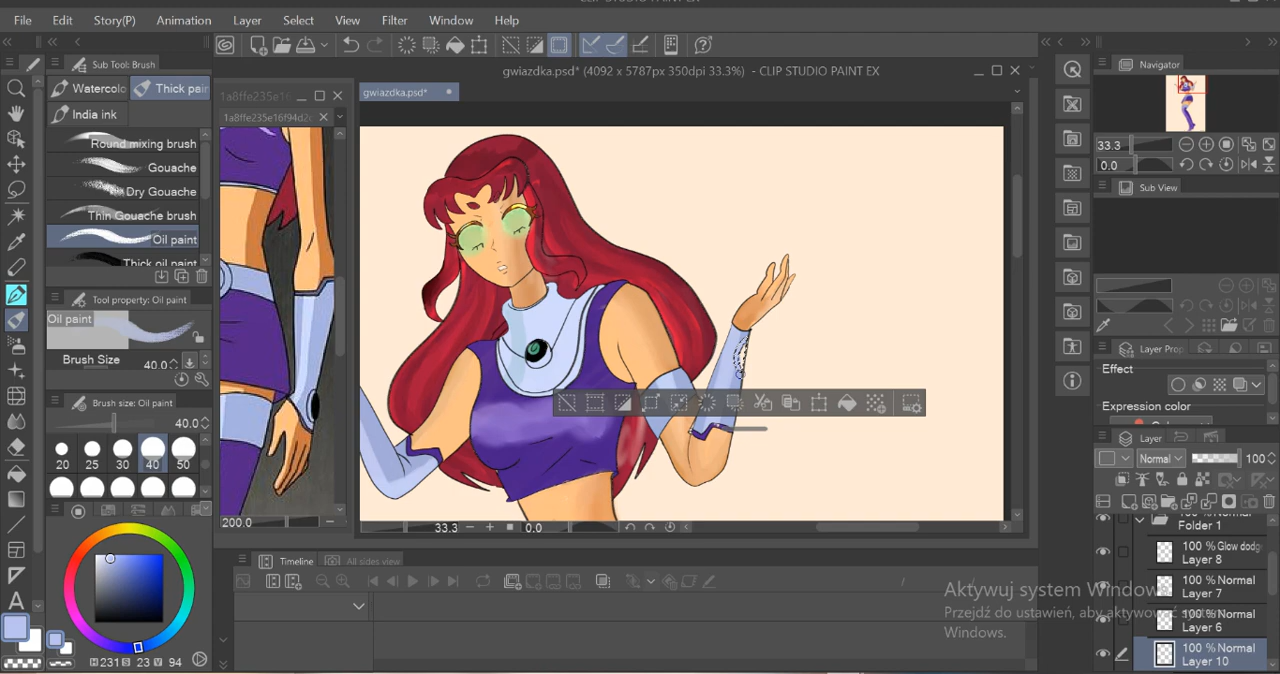 File Edit Story(P) Animation Layer Select View Filter Window Help
Sub Tool: Brush
Watercolo
Thick pain
India ink
Round mixing brush
Gouache
Dry Gouache
Thin Gouache brush
Oil paint
Thick oil paint
Tool property: Oil paint
Oil paint
Brush Size 40.0
Brush size: Oil paint
40.0
20 25 30 40 50
H 231 S 23 V 94
gwiazdka.psd* (4092 x 5787px 350dpi 33.3%) - CLIP STUDIO PAINT EX
gwiazdka.psd*
200.0
33.3
0.0
Timeline
All sides view
Navigator
33.3
0.0
Sub View
Layer Prop
Effect
Expression color
Layer
Normal
100
Folder 1
100 %Glow dodg
Layer 8
100 %Normal
Layer 7
100 %Normal
Layer 6
100 %Normal
Layer 10
Aktywuj system Windows
Przejdź do ustawień, aby aktywować system
Windows.